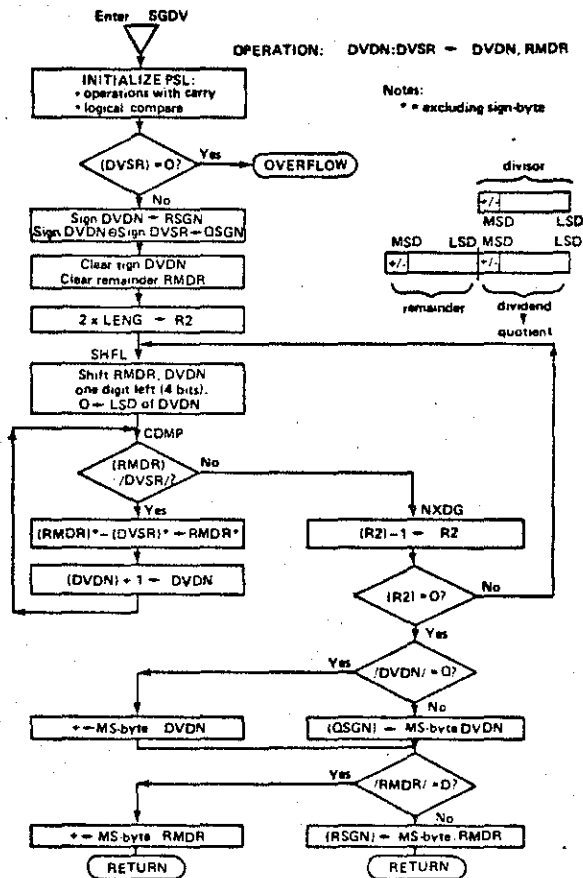 Enter SGDV
OPERATION: DVDN:DVSR → DVDN, RMDR
INITIALIZE PSL:
• operations with carry
• logical compare
Notes:
* = excluding sign-byte
(DVSR) = O?
Yes
OVERFLOW
No
divisor
+/-
MSD LSD
Sign DVDN → RSGN
Sign DVDN⊕Sign DVSR→QSGN
MSD LSD MSD LSD
+/- +/-
remainder
dividend
quotient
Clear sign DVDN
Clear remainder RMDR
2 x LENG → R2
SHFL
Shift RMDR, DVDN
one digit left (4 bits).
O→ LSD of DVDN
COMP
(RMDR)
/DVSR/?
No
Yes
NXDG
(RMDR)*−(DVSR)*→RMDR*
(R2)−1 → R2
(DVDN) + 1 → DVDN
(R2) = O?
No
Yes
/DVDN/ = O?
Yes
No
+→MS-byte DVDN
(QSGN) → MS-byte DVDN
Yes
/RMDR/ = O?
No
+→ MS-byte RMDR
(RSGN) → MS-byte RMDR
RETURN
RETURN